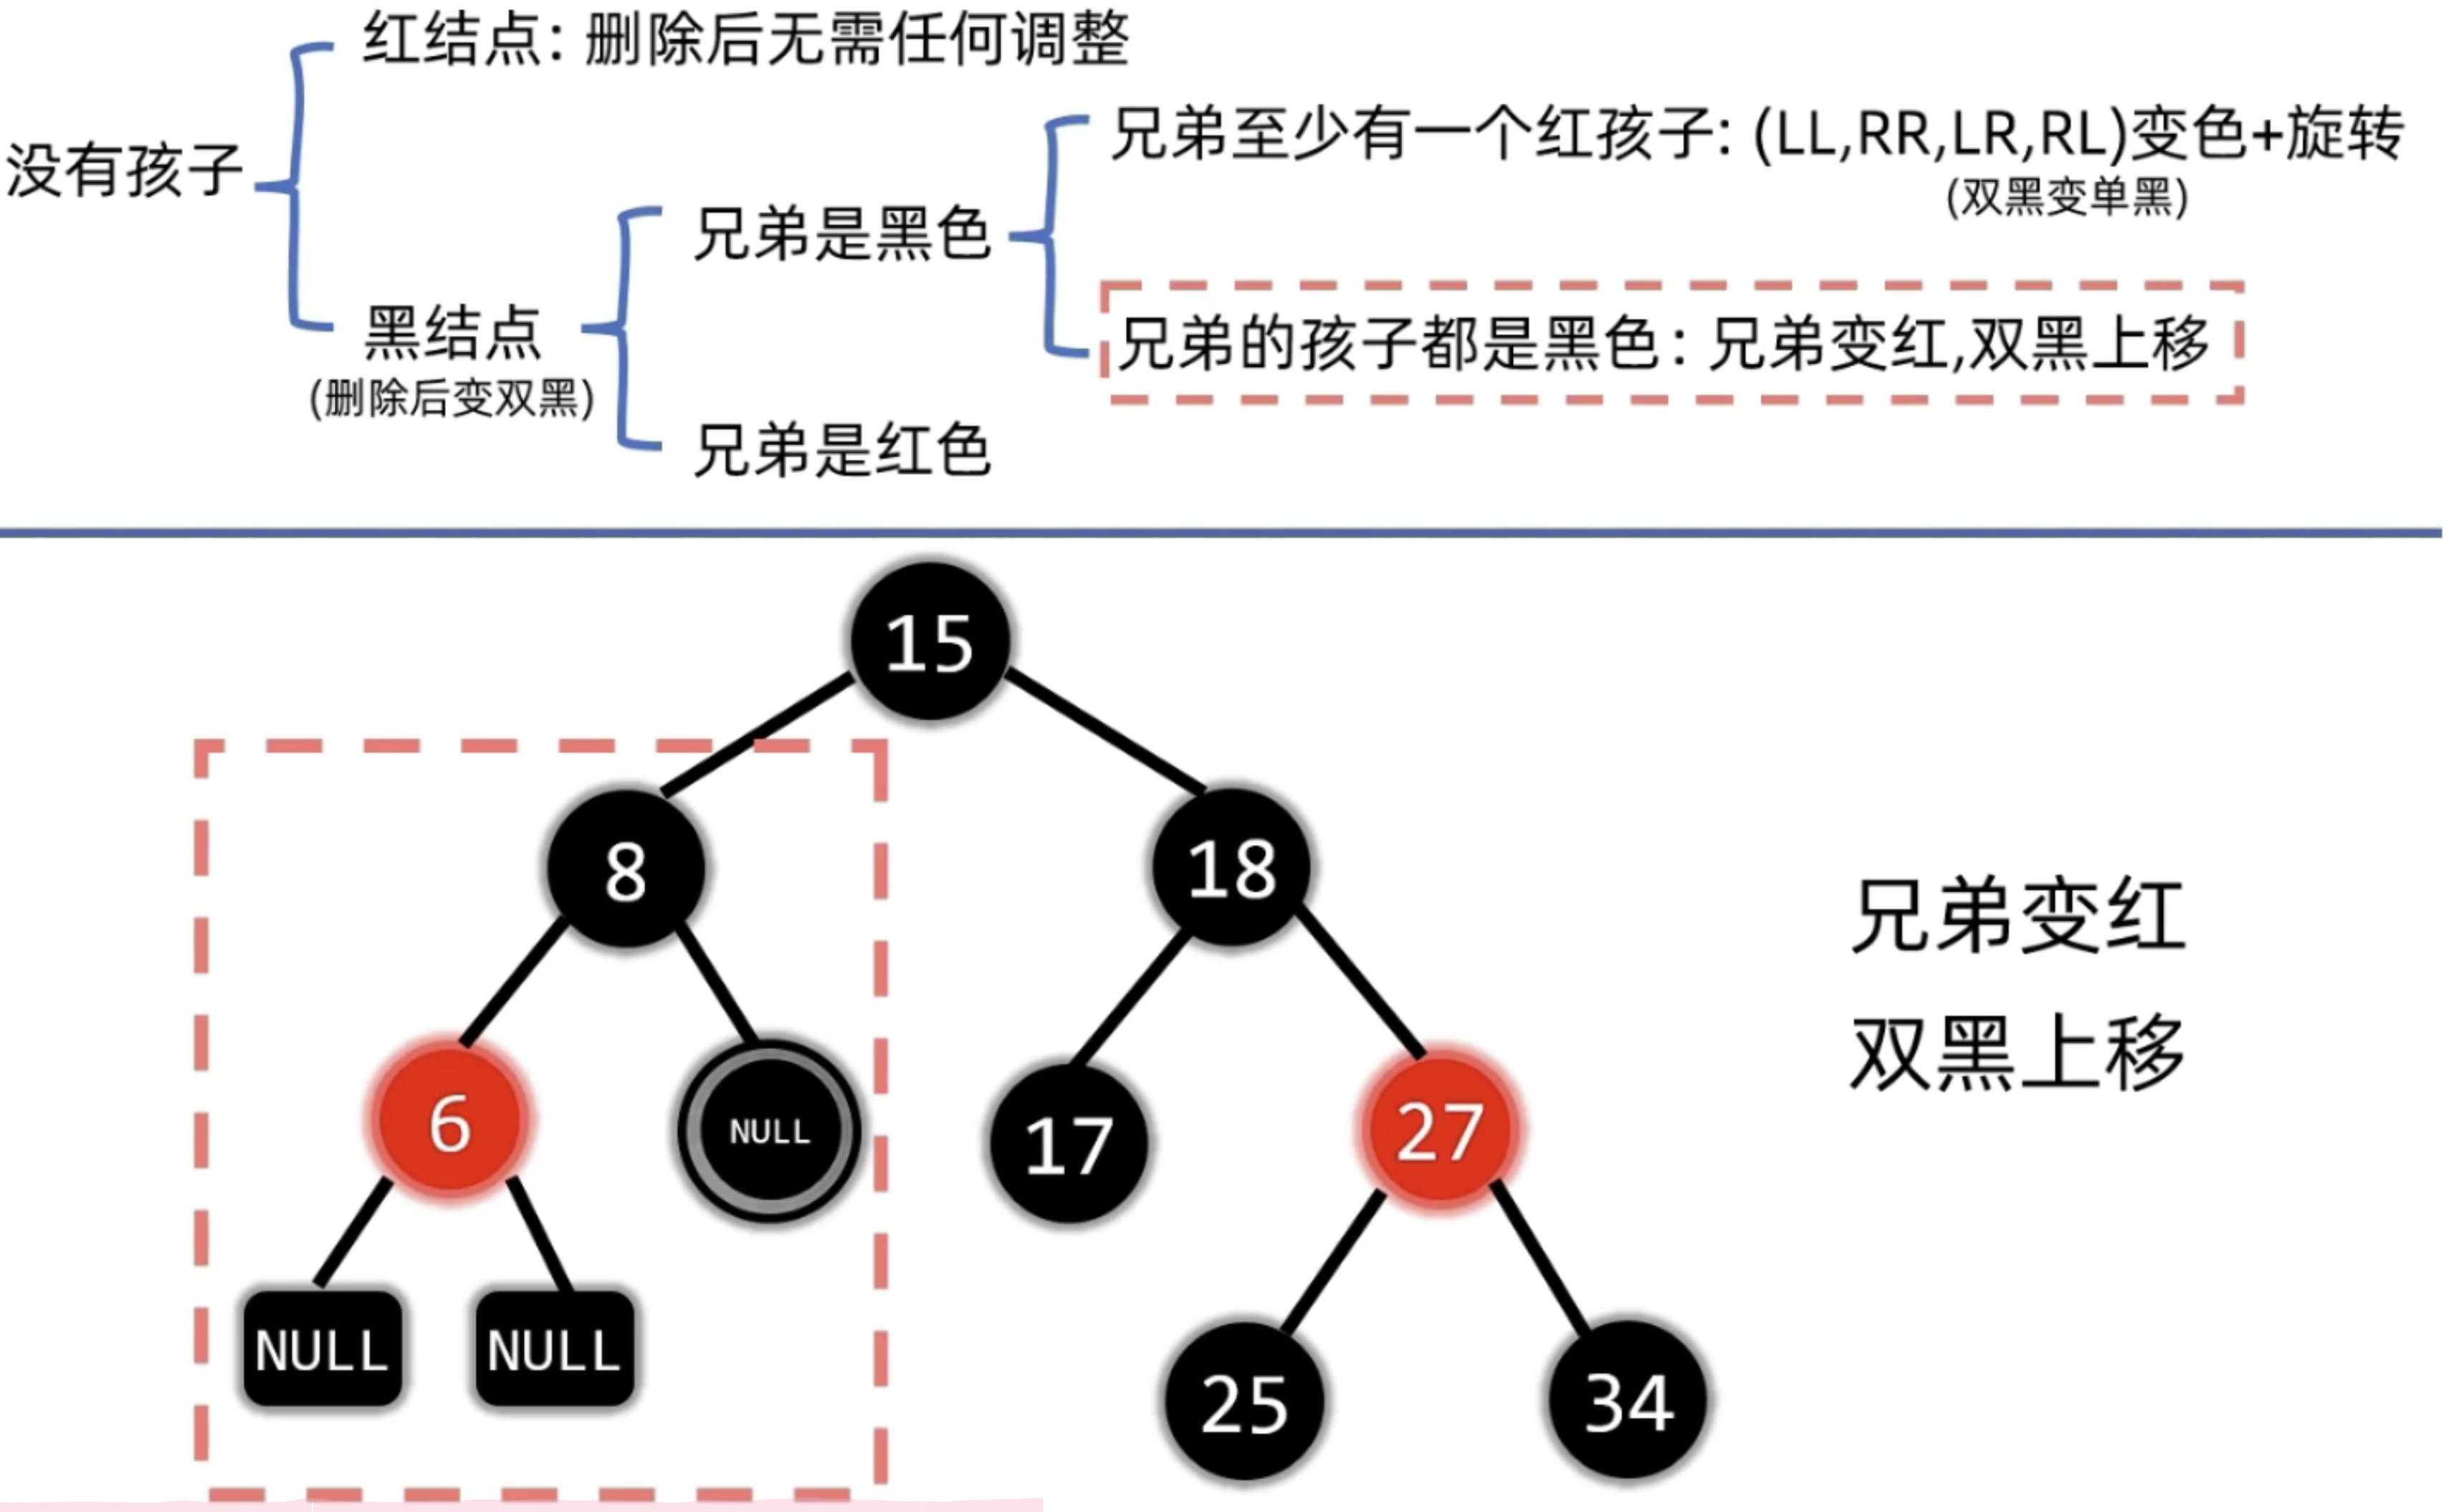 红结点: 删除后无需任何调整
兄弟至少有一个红孩子: (LL,RR,LR,RL)变色+旋转
没有孩子
(双黑变单黑)
兄弟是黑色
黑结点
兄弟的孩子都是黑色: 兄弟变红,双黑上移
(删除后变双黑)
兄弟是红色
15
8
18
兄弟变红
双黑上移
6
NULL
17
27
NULL
NULL
25
34